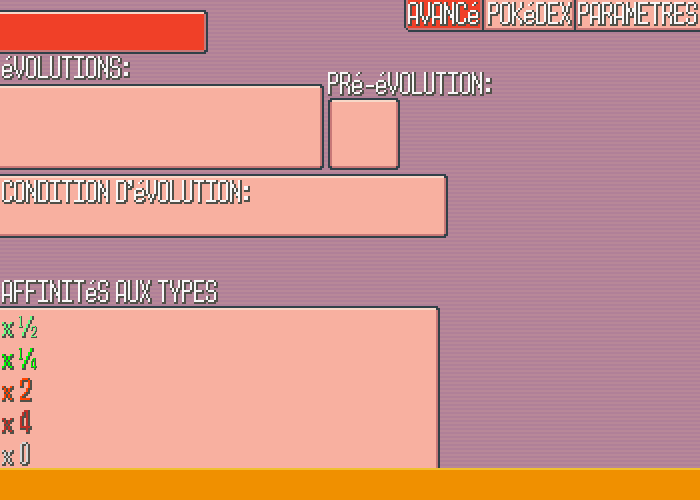 AVANCé POKéDEX PARAMETRES
éVOLUTIONS:
PRé-éVOLUTION:
CONDITION D'éVOLUTION:
AFFINITéS AUX TYPES
x ½
x ¼
x 2
x 4
x 0